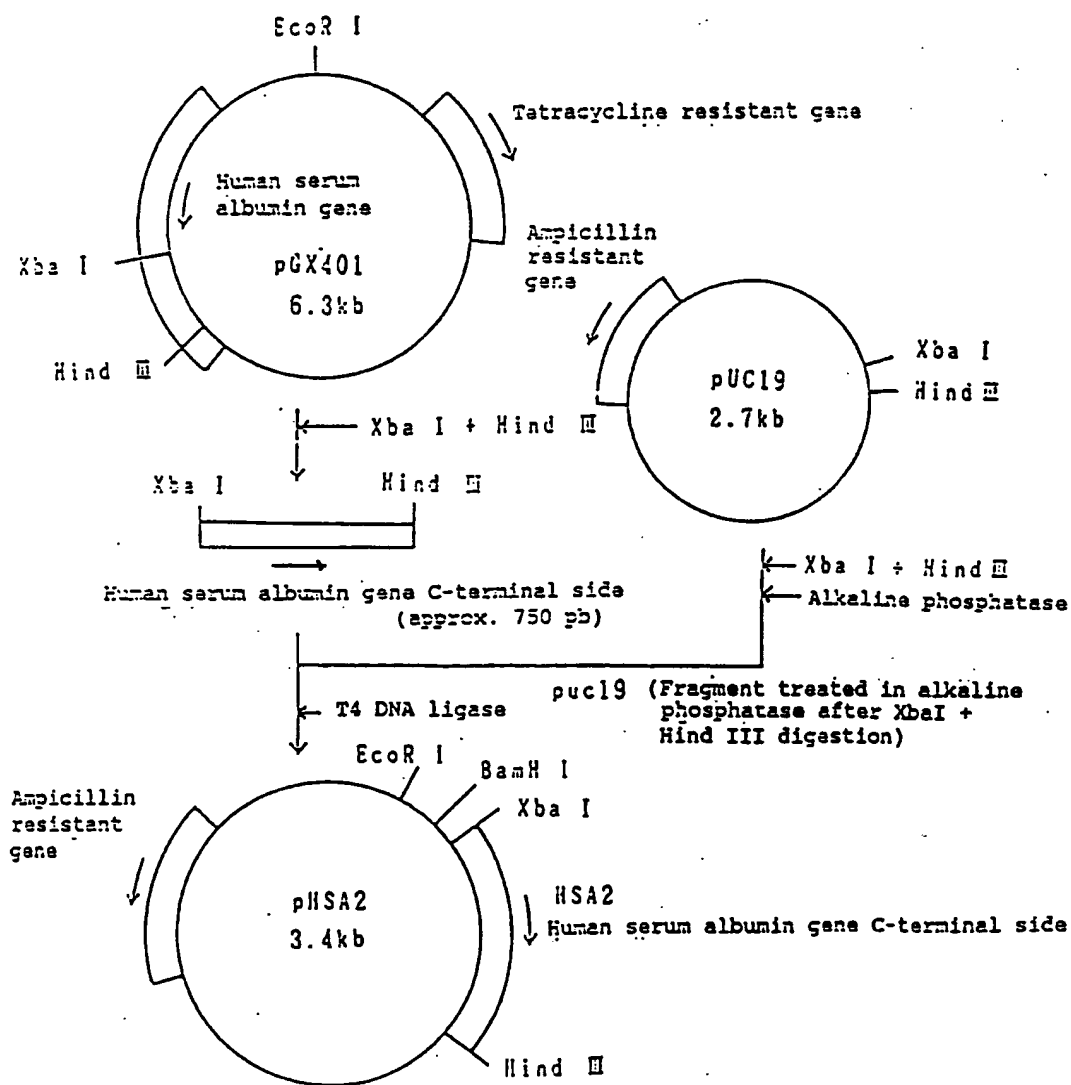 EcoR I
Tetracycline resistant gene
Human serum
albumin gene
Xba I
pGX401
6.3kb
Hind III
Ampicillin
resistant
gene
Xba I
Hind III
pUC19
2.7kb
Xba I + Hind III
Xba I
Hind III
Human serum albumin gene C-terminal side
(approx. 750 pb)
Xba I + Hind III
Alkaline phosphatase
puc19 (Fragment treated in alkaline
phosphatase after XbaI +
Hind III digestion)
T4 DNA ligase
EcoR I
BamH I
Xba I
Ampicillin
resistant
gene
pHSA2
3.4kb
HSA2
Human serum albumin gene C-terminal side
Hind III